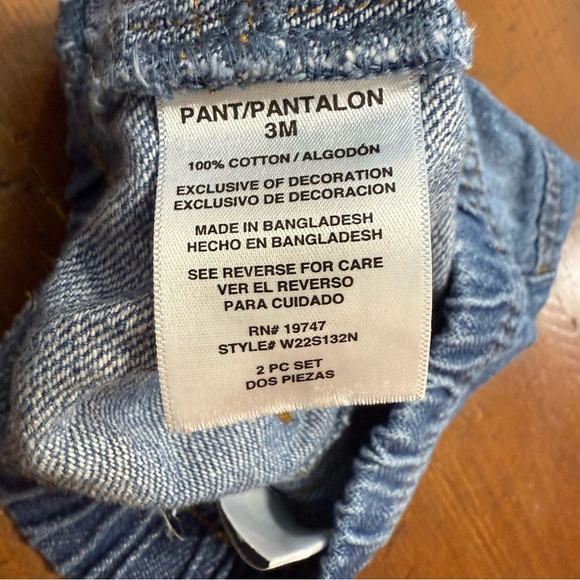 PANT/PANTALON
3M
100% COTTON / ALGODÓN
EXCLUSIVE OF DECORATION
EXCLUSIVO DE DECORACION
MADE IN BANGLADESH
HECHO EN BANGLADESH
SEE REVERSE FOR CARE
VER EL REVERSO
PARA CUIDADO
RN# 19747
STYLE# W22S132N
2 PC SET
DOS PIEZAS